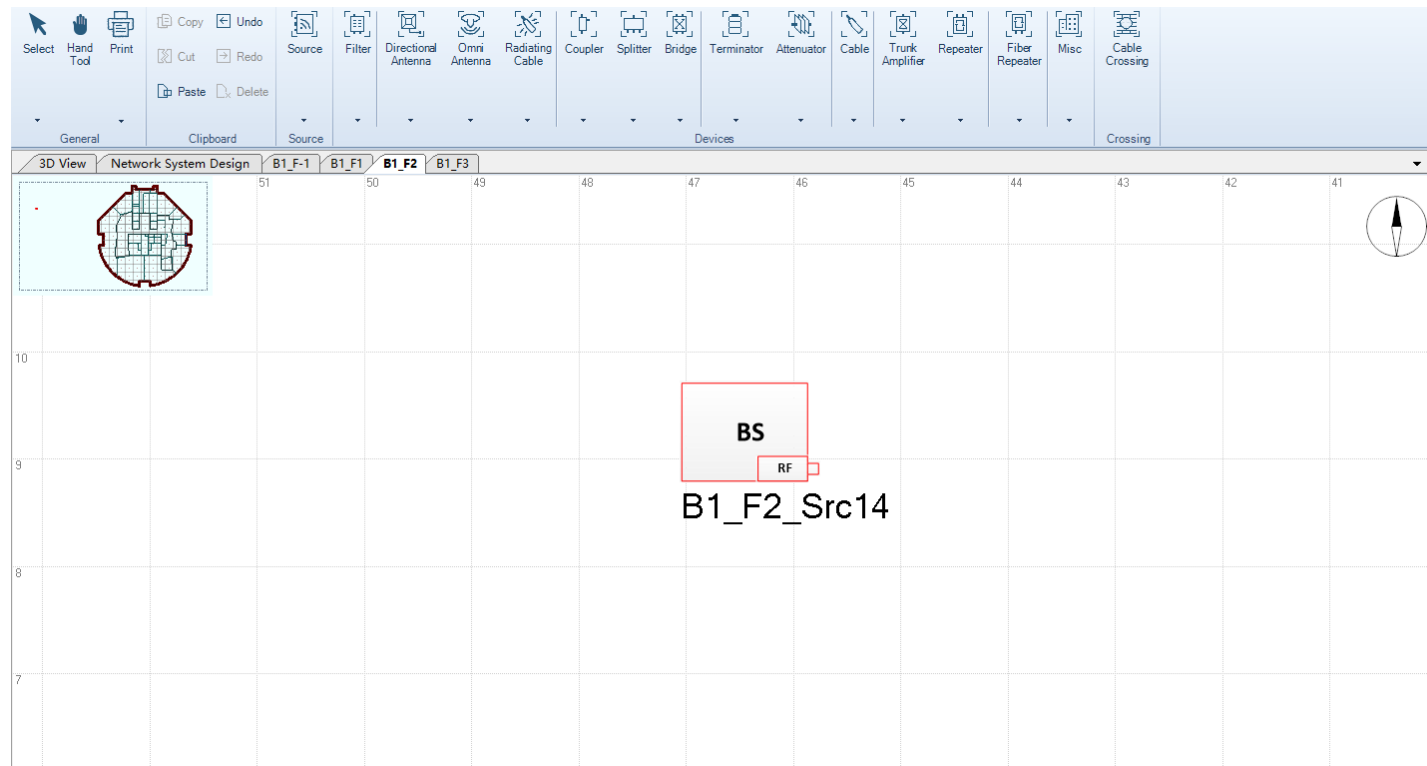 Select
Hand Tool
Print
Copy
Undo
Cut
Redo
Paste
Delete
Source
Filter
Directional Antenna
Omni Antenna
Radiating Cable
Coupler
Splitter
Bridge
Terminator
Attenuator
Cable
Trunk Amplifier
Repeater
Fiber Repeater
Misc
Cable Crossing
General
Clipboard
Source
Devices
Crossing
3D View
Network System Design
B1_F-1
B1_F1
B1_F2
B1_F3
51 50 49 48 47 46 45 44 43 42 41
10
BS
9
RF
B1_F2_Src14
8
7